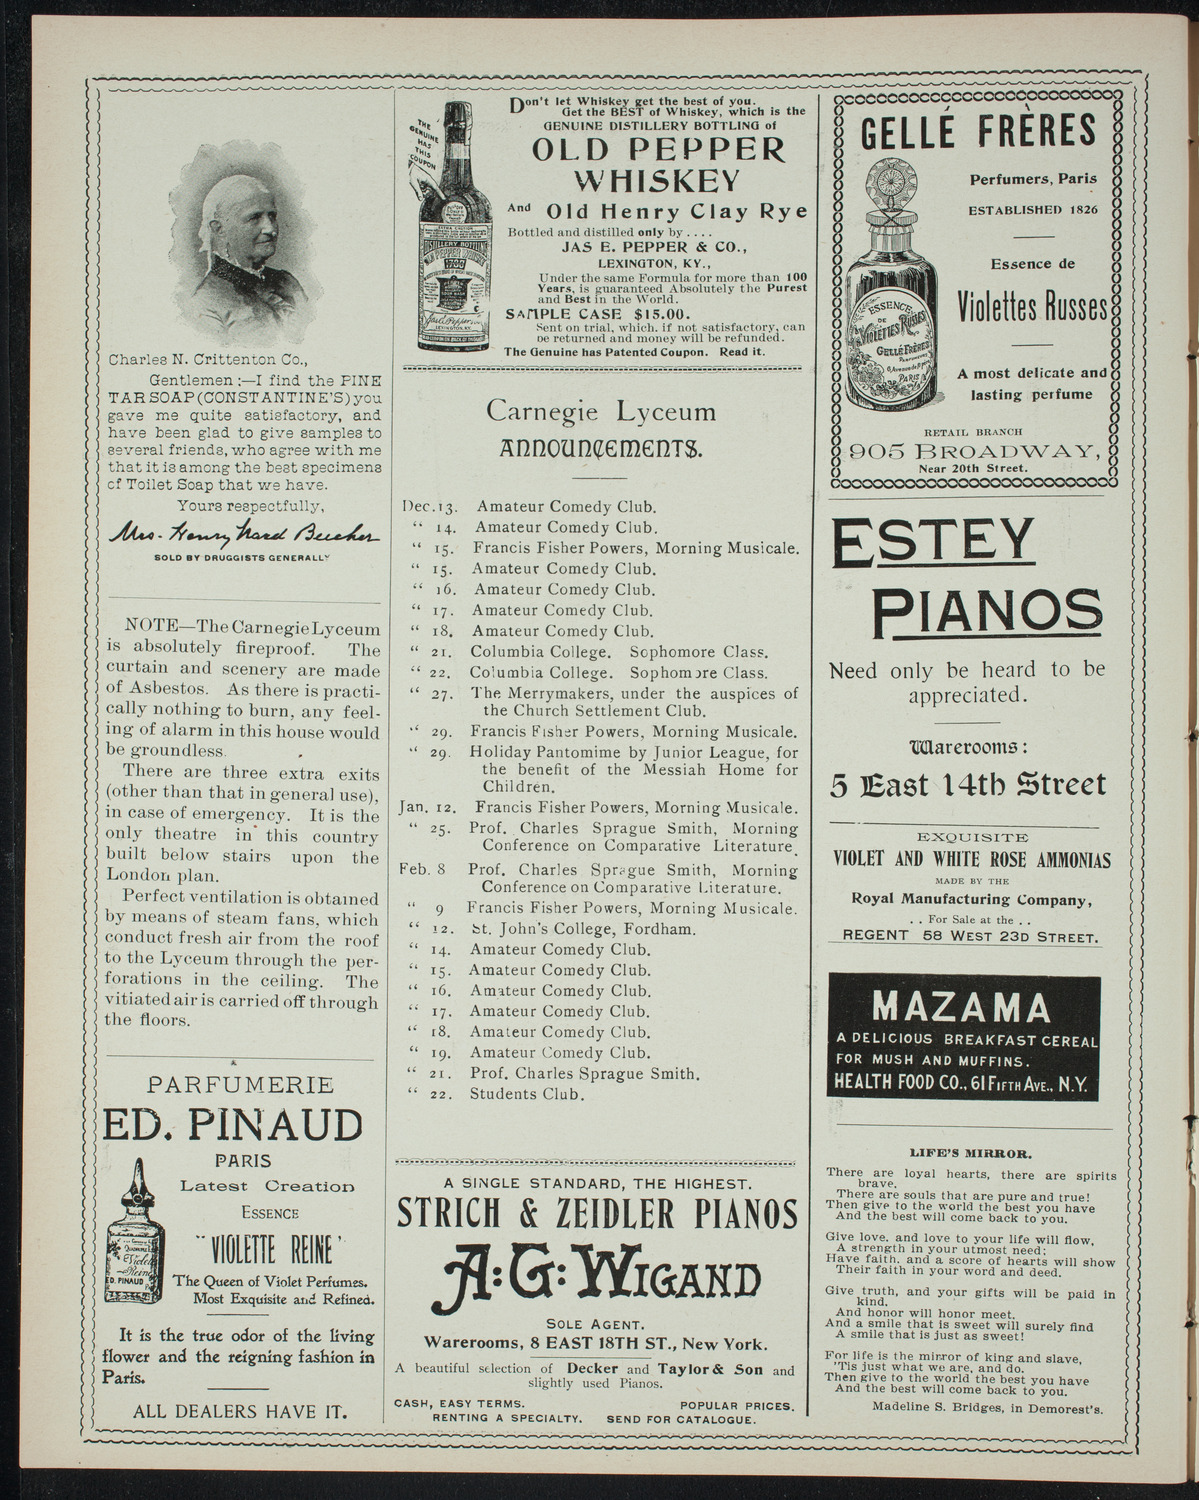 THE
GENUINE
HAS
THIS
COUPON
Charles N. Crittenton Co.,
Gentlemen :—I find the PINE
TAR SOAP (CONSTANTINE'S) you
gave me quite satisfactory, and
have been glad to give samples to
several friends, who agree with me
that it is among the best specimens
of Toilet Soap that we have.
Yours respectfully,
Mrs. Henry Ward Beecher
SOLD BY DRUGGISTS GENERALLY
NOTE—The Carnegie Lyceum
is absolutely fireproof. The
curtain and scenery are made
of Asbestos. As there is practi-
cally nothing to burn, any feel-
ing of alarm in this house would
be groundless.
There are three extra exits
(other than that in general use),
in case of emergency. It is the
only theatre in this country
built below stairs upon the
London plan.
Perfect ventilation is obtained
by means of steam fans, which
conduct fresh air from the roof
to the Lyceum through the per-
forations in the ceiling. The
vitiated air is carried off through
the floors.
PARFUMERIE
ED. PINAUD
PARIS
Latest Creation
ESSENCE
"VIOLETTE REINE"
The Queen of Violet Perfumes.
Most Exquisite and Refined.
Violette
Reine
ED. PINAUD
It is the true odor of the living
flower and the reigning fashion in
Paris.
ALL DEALERS HAVE IT.
Don't let Whiskey get the best of you.
Get the BEST of Whiskey, which is the
GENUINE DISTILLERY BOTTLING of
OLD PEPPER
WHISKEY
And Old Henry Clay Rye
Bottled and distilled only by . . . .
JAS E. PEPPER & CO.,
LEXINGTON, KY.,
Under the same Formula for more than 100
Years, is guaranteed Absolutely the Purest
and Best in the World.
SAMPLE CASE $15.00.
Sent on trial, which, if not satisfactory, can
be returned and money will be refunded.
The Genuine has Patented Coupon. Read it.
Carnegie Lyceum
ANNOUNCEMENTS.
Dec. 13. Amateur Comedy Club.
" 14. Amateur Comedy Club.
" 15. Francis Fisher Powers, Morning Musicale.
" 15. Amateur Comedy Club.
" 16. Amateur Comedy Club.
" 17. Amateur Comedy Club.
" 18. Amateur Comedy Club.
" 21. Columbia College. Sophomore Class.
" 22. Columbia College. Sophomore Class.
" 27. The Merrymakers, under the auspices of
the Church Settlement Club.
" 29. Francis Fisher Powers, Morning Musicale.
" 29. Holiday Pantomime by Junior League, for
the benefit of the Messiah Home for
Children.
Jan. 12. Francis Fisher Powers, Morning Musicale.
" 25. Prof. Charles Sprague Smith, Morning
Conference on Comparative Literature.
Feb. 8 Prof. Charles Sprague Smith, Morning
Conference on Comparative Literature.
" 9 Francis Fisher Powers, Morning Musicale.
" 12. St. John's College, Fordham.
" 14. Amateur Comedy Club.
" 15. Amateur Comedy Club.
" 16. Amateur Comedy Club.
" 17. Amateur Comedy Club.
" 18. Amateur Comedy Club.
" 19. Amateur Comedy Club.
" 21. Prof. Charles Sprague Smith.
" 22. Students Club.
A SINGLE STANDARD, THE HIGHEST.
STRICH & ZEIDLER PIANOS
A:G:WIGAND
SOLE AGENT.
Warerooms, 8 EAST 18TH ST., New York.
A beautiful selection of Decker and Taylor & Son and
slightly used Pianos.
CASH, EASY TERMS. POPULAR PRICES.
RENTING A SPECIALTY. SEND FOR CATALOGUE.
GELLÉ FRÈRES
Perfumers, Paris
ESTABLISHED 1826
Essence de
Violettes Russes
A most delicate and
lasting perfume
ESSENCE
DE
VIOLETTES RUSSES
GELLÉ FRÈRES
PARIS
RETAIL BRANCH
905 BROADWAY,
Near 20th Street.
ESTEY
PIANOS
Need only be heard to be
appreciated.
Warerooms:
5 East 14th Street
EXQUISITE
VIOLET AND WHITE ROSE AMMONIAS
MADE BY THE
Royal Manufacturing Company,
. . For Sale at the . .
REGENT 58 WEST 23D STREET.
MAZAMA
A DELICIOUS BREAKFAST CEREAL
FOR MUSH AND MUFFINS.
HEALTH FOOD CO., 61 FIFTH AVE., N.Y.
LIFE'S MIRROR.
There are loyal hearts, there are spirits
brave,
There are souls that are pure and true!
Then give to the world the best you have
And the best will come back to you.
Give love, and love to your life will flow,
A strength in your utmost need;
Have faith, and a score of hearts will show
Their faith in your word and deed.
Give truth, and your gifts will be paid in
kind,
And honor will honor meet,
And a smile that is sweet will surely find
A smile that is just as sweet!
For life is the mirror of king and slave,
'Tis just what we are, and do.
Then give to the world the best you have
And the best will come back to you.
Madeline S. Bridges, in Demorest's.